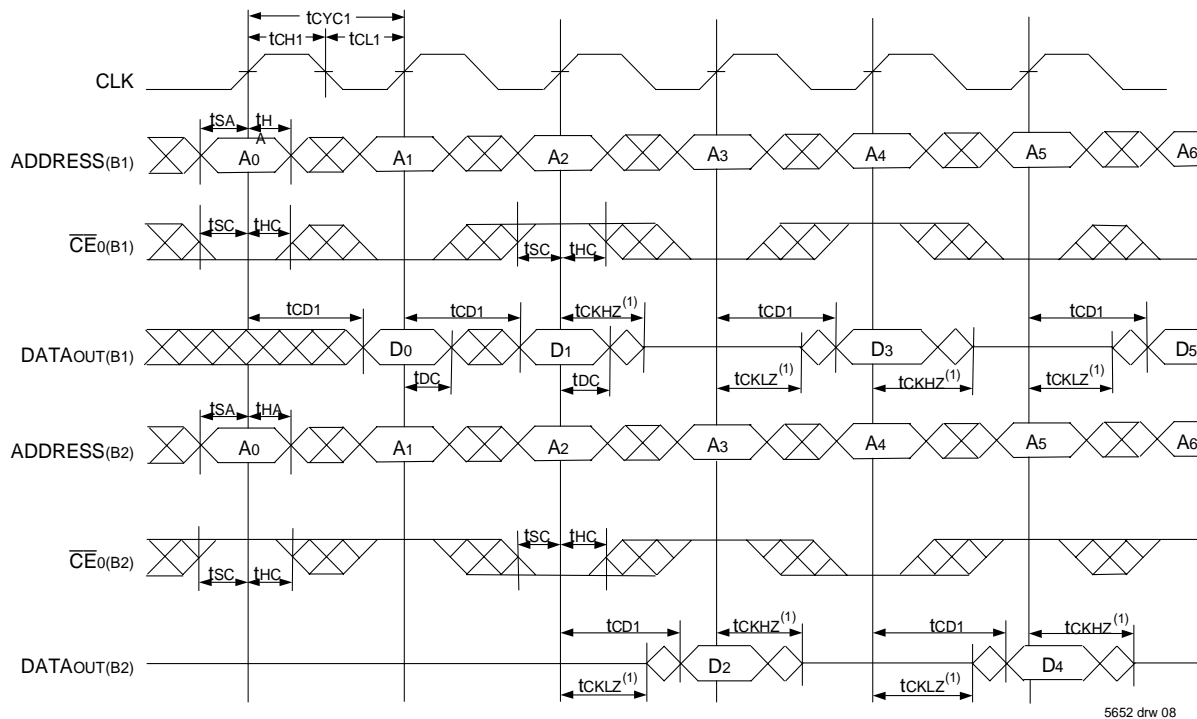 tCYC1
tCH1 tCL1
CLK
tSA tHA
ADDRESS(B1) A0 A1 A2 A3 A4 A5 A6
tSC tHC
CE0(B1)
tSC tHC
tCD1 tCD1 tCKHZ(1) tCD1 tCD1
DATAOUT(B1) D0 D1 D3 D5
tDC tDC tCKLZ(1) tCKHZ(1) tCKLZ(1)
tSA tHA
ADDRESS(B2) A0 A1 A2 A3 A4 A5 A6
tSC tHC
CE0(B2)
tSC tHC
tCD1 tCKHZ(1) tCD1 tCKHZ(1)
DATAOUT(B2) D2 D4
tCKLZ(1) tCKLZ(1)
5652 drw 08